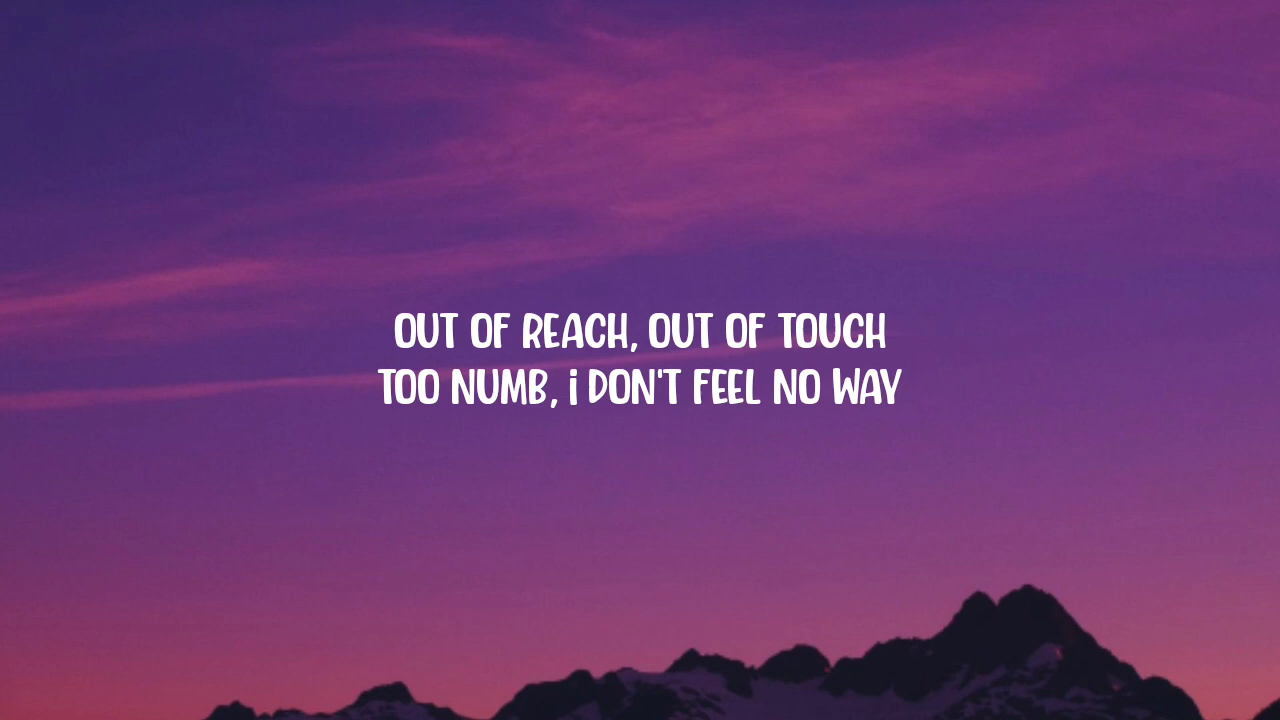 OUT OF REACH, OUT OF TOUCH
TOO NUMB, i DON'T FEEL NO WAY